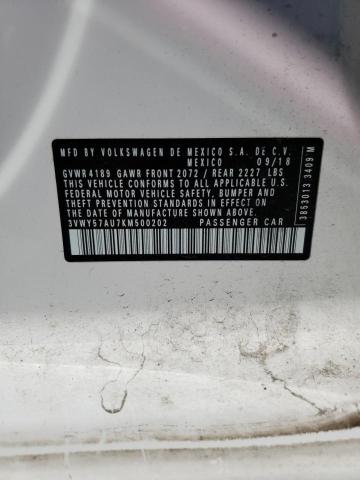 MFD BY VOLKSWAGEN DE MEXICO S.A. DE C.V.
MEXICO 09/18
GVWR 4189 GAWR FRONT 2072 / REAR 2227 LBS
THIS VEHICLE CONFORMS TO ALL APPLICABLE U.S.
FEDERAL MOTOR VEHICLE SAFETY, BUMPER AND
THEFT PREVENTION STANDARDS IN EFFECT ON THE
DATE OF MANUFACTURE SHOWN ABOVE.
3VWY57AU7KM500202 PASSENGER CAR
3853013 3409 M